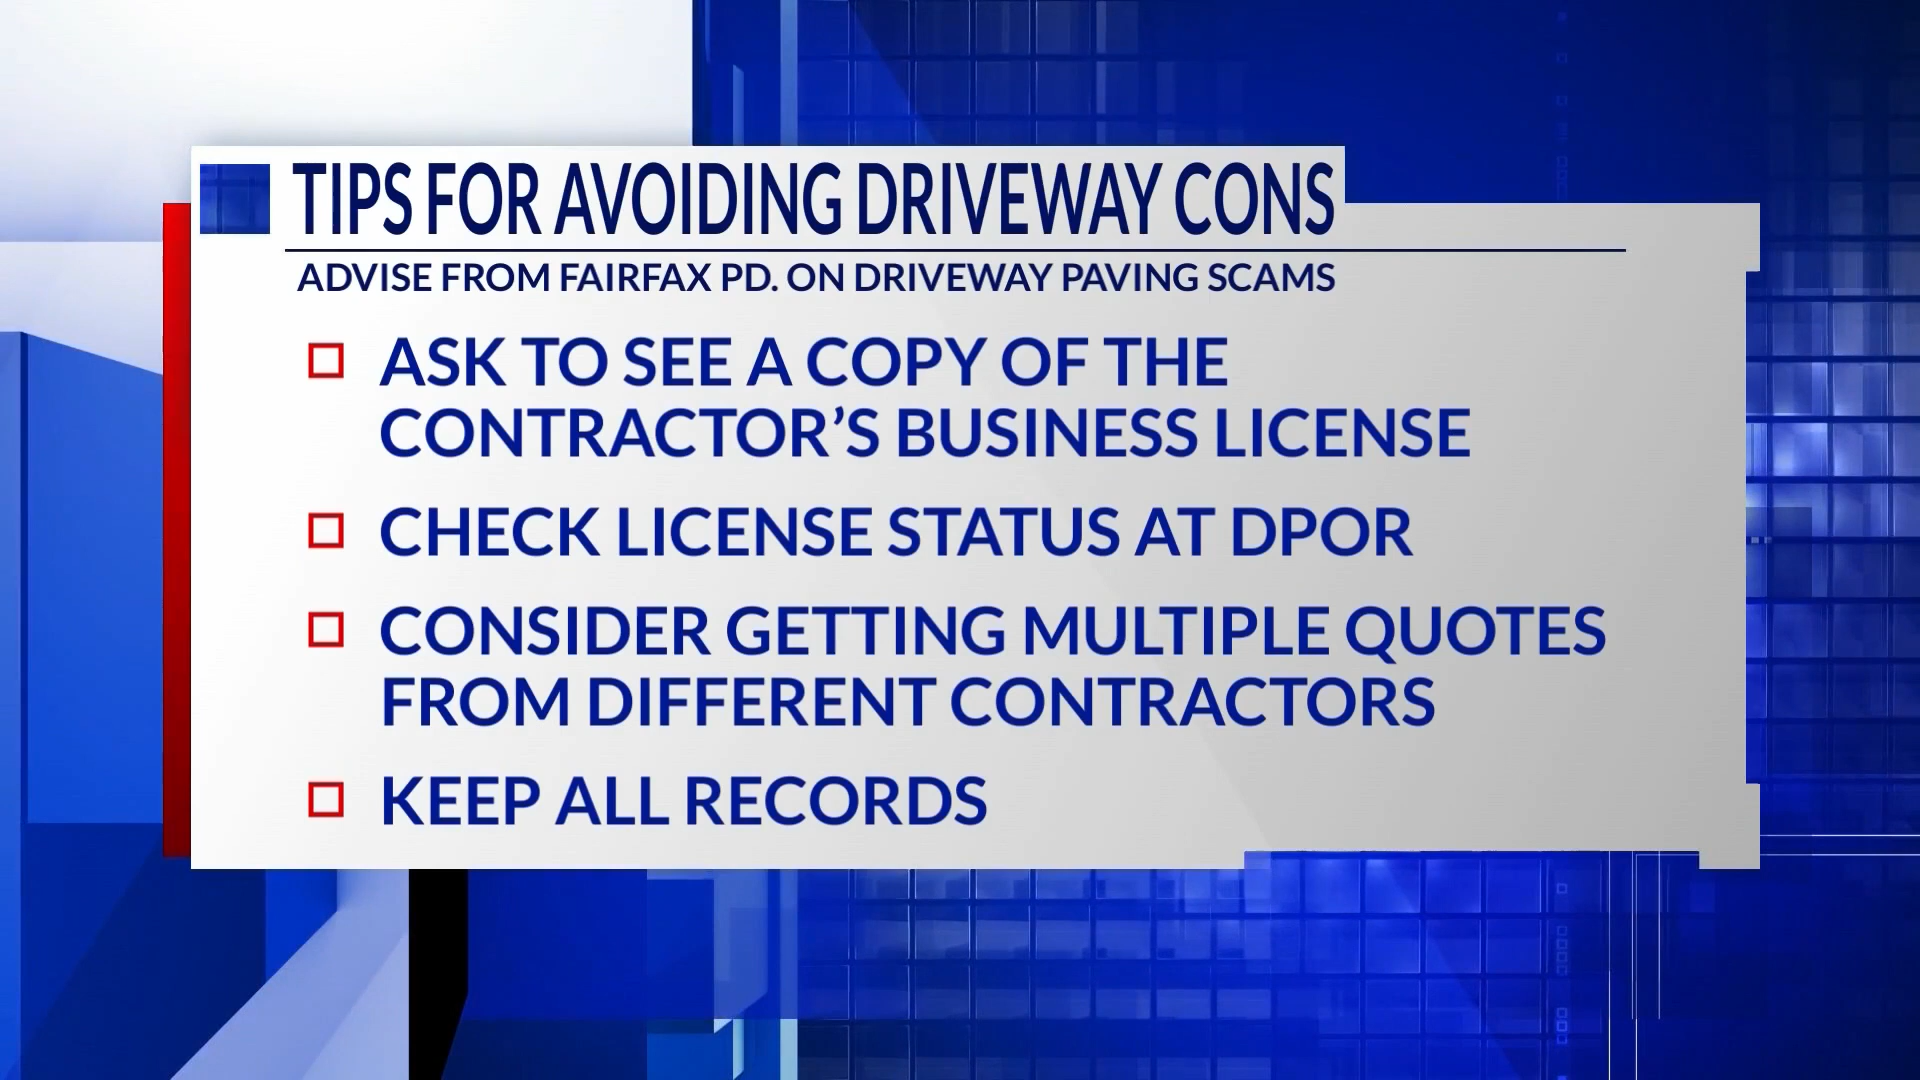 TIPS FOR AVOIDING DRIVEWAY CONS
ADVISE FROM FAIRFAX PD. ON DRIVEWAY PAVING SCAMS
ASK TO SEE A COPY OF THE
CONTRACTOR’S BUSINESS LICENSE
CHECK LICENSE STATUS AT DPOR
CONSIDER GETTING MULTIPLE QUOTES
FROM DIFFERENT CONTRACTORS
KEEP ALL RECORDS